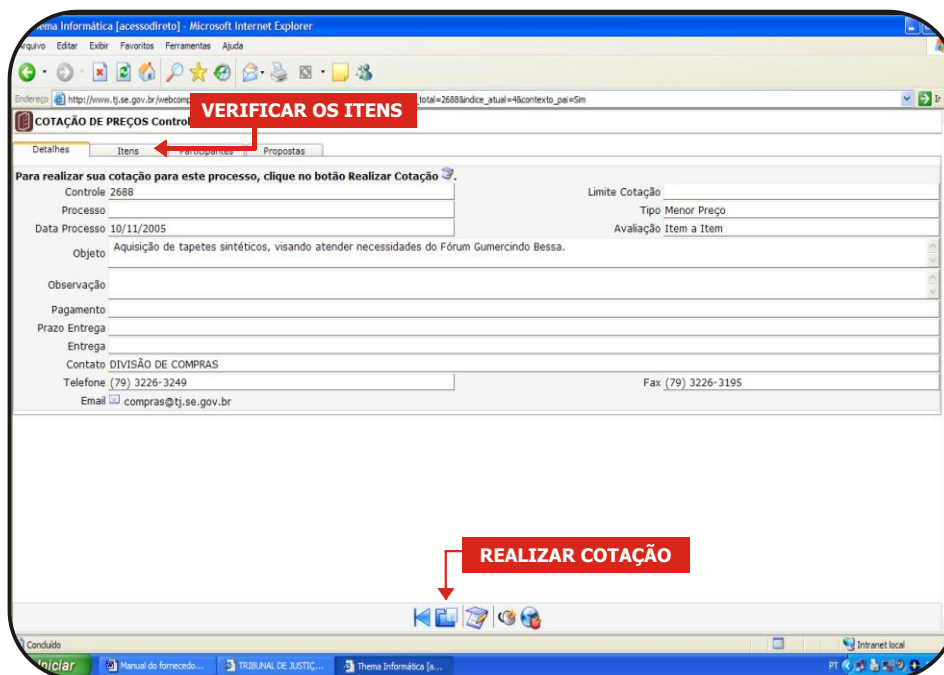 ema Informática [acessodireto] - Microsoft Internet Explorer
rquivo Editar Exibir Favoritos Ferramentas Ajuda
Endereço http://www.tj.se.gov.br/webcomp _total=2688&indice_atual=4&contexto_pai=Sim Ir
VERIFICAR OS ITENS
COTAÇÃO DE PREÇOS Control
Detalhes Itens Participantes Propostas
Para realizar sua cotação para este processo, clique no botão Realizar Cotação .
Controle 2688 Limite Cotação
Processo Tipo Menor Preço
Data Processo 10/11/2005 Avaliação Item a Item
Objeto Aquisição de tapetes sintéticos, visando atender necessidades do Fórum Gumercindo Bessa.
Observação
Pagamento
Prazo Entrega
Entrega
Contato DIVISÃO DE COMPRAS
Telefone (79) 3226-3249 Fax (79) 3226-3195
Email compras@tj.se.gov.br
REALIZAR COTAÇÃO
Concluído Intranet local
Iniciar Manual do fornecedo... TRIBUNAL DE JUSTIÇ... Thema Informática [a... PT